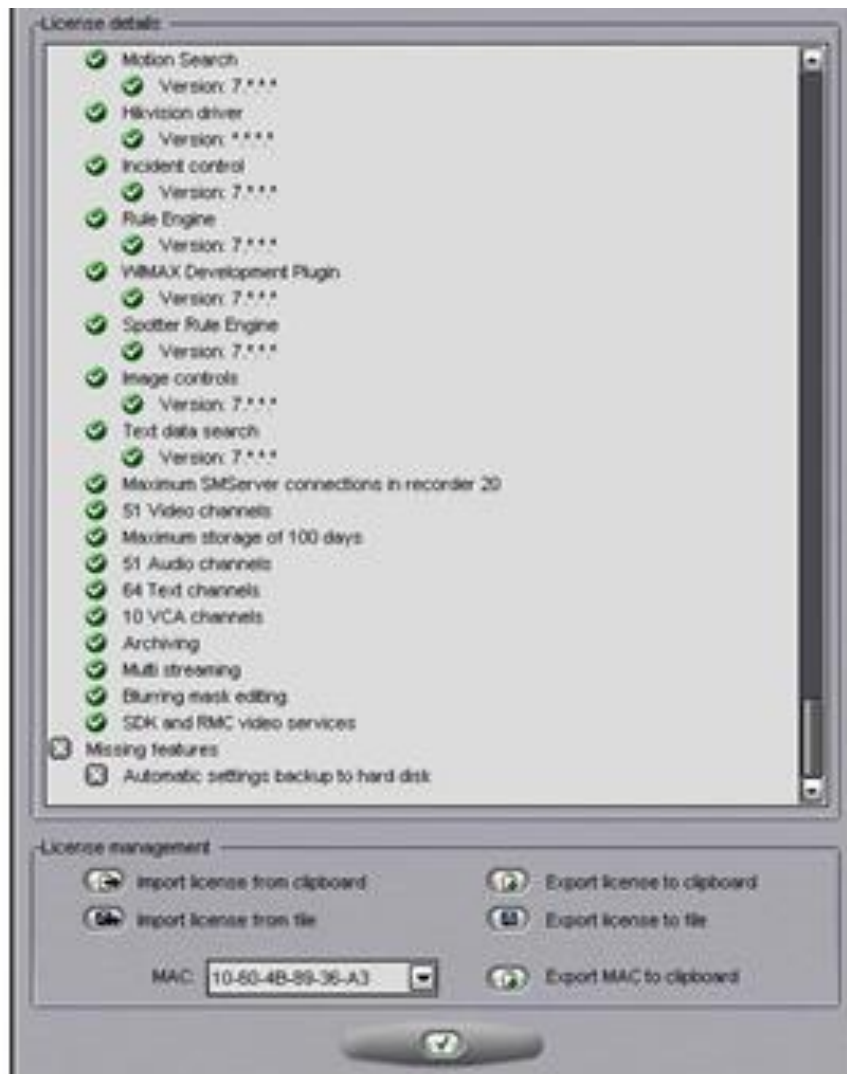 License details
Motion Search
Version: 7.*.*.*
Hikvision driver
Version: *.*.*.*
Incident control
Version: 7.*.*.*
Rule Engine
Version: 7.*.*.*
WIMAX Development Plugin
Version: 7.*.*.*
Spotter Rule Engine
Version: 7.*.*.*
Image controls
Version: 7.*.*.*
Text data search
Version: 7.*.*.*
Maximum SMServer connections in recorder 20
51 Video channels
Maximum storage of 100 days
51 Audio channels
64 Text channels
10 VCA channels
Archiving
Multi streaming
Blurring mask editing
SDK and RMC video services
Missing features
Automatic settings backup to hard disk
License management
Import license from clipboard
Export license to clipboard
Import license from file
Export license to file
MAC: 10-60-4B-89-36-A3
Export MAC to clipboard